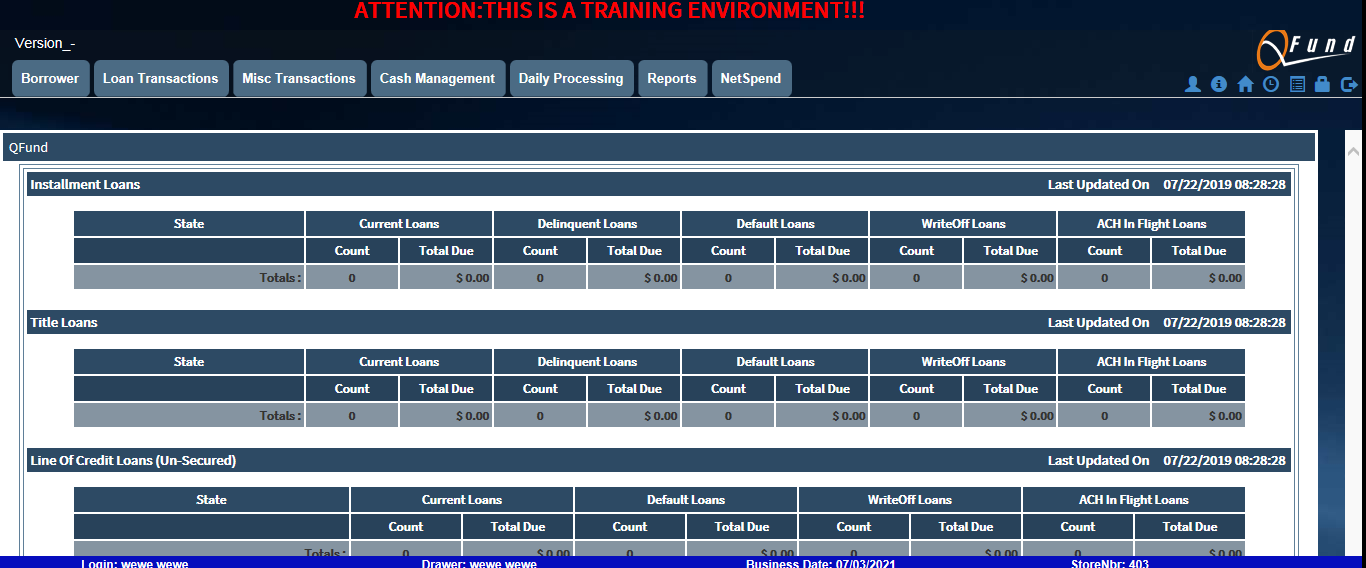 ATTENTION:THIS IS A TRAINING ENVIRONMENT!!!
Version_-
QFund
Borrower Loan Transactions Misc Transactions Cash Management Daily Processing Reports NetSpend
QFund
Installment Loans Last Updated On 07/22/2019 08:28:28
State Current Loans Delinquent Loans Default Loans WriteOff Loans ACH In Flight Loans
Count Total Due Count Total Due Count Total Due Count Total Due Count Total Due
Totals : 0 $ 0.00 0 $ 0.00 0 $ 0.00 0 $ 0.00 0 $ 0.00
Title Loans Last Updated On 07/22/2019 08:28:28
State Current Loans Delinquent Loans Default Loans WriteOff Loans ACH In Flight Loans
Count Total Due Count Total Due Count Total Due Count Total Due Count Total Due
Totals : 0 $ 0.00 0 $ 0.00 0 $ 0.00 0 $ 0.00 0 $ 0.00
Line Of Credit Loans (Un-Secured) Last Updated On 07/22/2019 08:28:28
State Current Loans Default Loans WriteOff Loans ACH In Flight Loans
Count Total Due Count Total Due Count Total Due Count Total Due
Totals : 0 $ 0.00 0 $ 0.00 0 $ 0.00 0 $ 0.00
Login: wewe wewe Drawer: wewe wewe Business Date: 07/03/2021 StoreNbr: 403